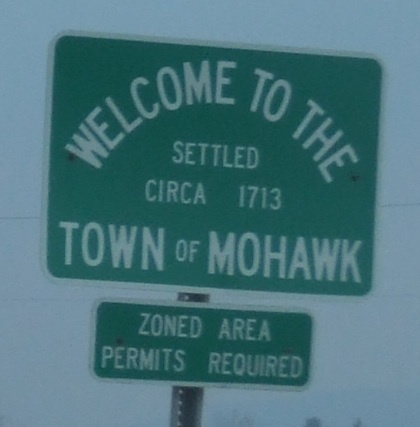 WELCOME TO THE
SETTLED
CIRCA 1713
TOWN OF MOHAWK
ZONED AREA
PERMITS REQUIRED